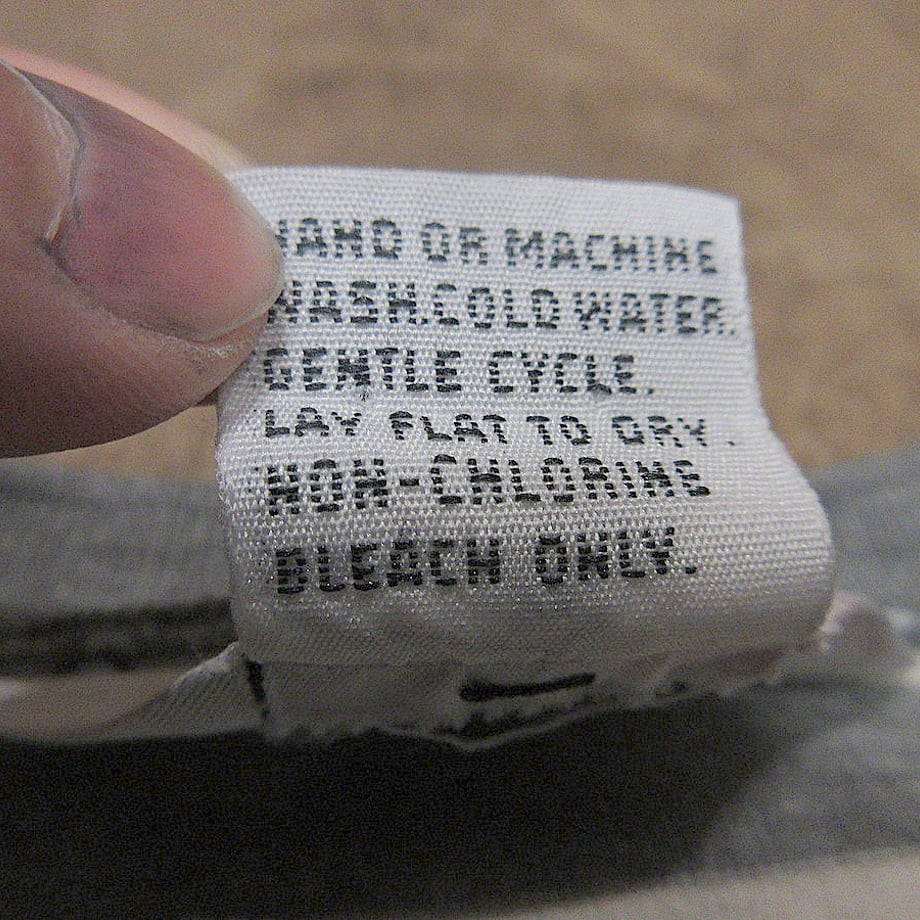 HAND OR MACHINE
WASH.COLD WATER.
GENTLE CYCLE.
LAY FLAT TO DRY.
NON-CHLORINE
BLEACH ONLY.